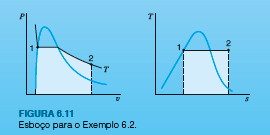 P
T
1
2
T
1
2
v
s
FIGURA 6.11
Esboço para o Exemplo 6.2.